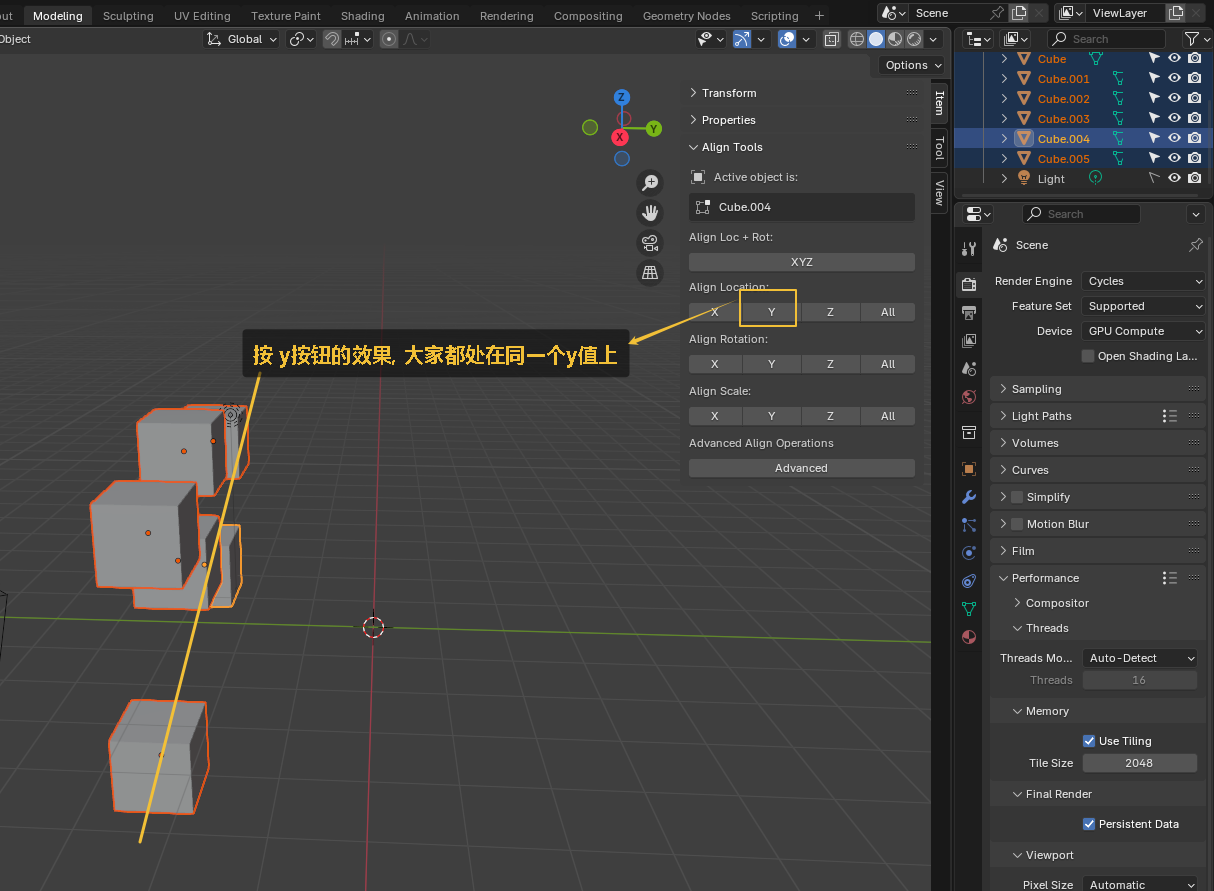 out Modeling Sculpting UV Editing Texture Paint Shading Animation Rendering Compositing Geometry Nodes Scripting + Scene ViewLayer
Object Global Search
Options
Z
Y
X
Transform
Properties
Align Tools
Active object is:
Cube.004
Align Loc + Rot:
XYZ
Align Location:
X Y Z All
Align Rotation:
X Y Z All
Align Scale:
X Y Z All
Advanced Align Operations
Advanced
Item
Tool
View
按 y按钮的效果, 大家都处在同一个y值上
Cube
Cube.001
Cube.002
Cube.003
Cube.004
Cube.005
Light
Search
Scene
Render Engine Cycles
Feature Set Supported
Device GPU Compute
Open Shading La...
Sampling
Light Paths
Volumes
Curves
Simplify
Motion Blur
Film
Performance
Compositor
Threads
Threads Mo... Auto-Detect
Threads 16
Memory
Use Tiling
Tile Size 2048
Final Render
Persistent Data
Viewport
Pixel Size Automatic